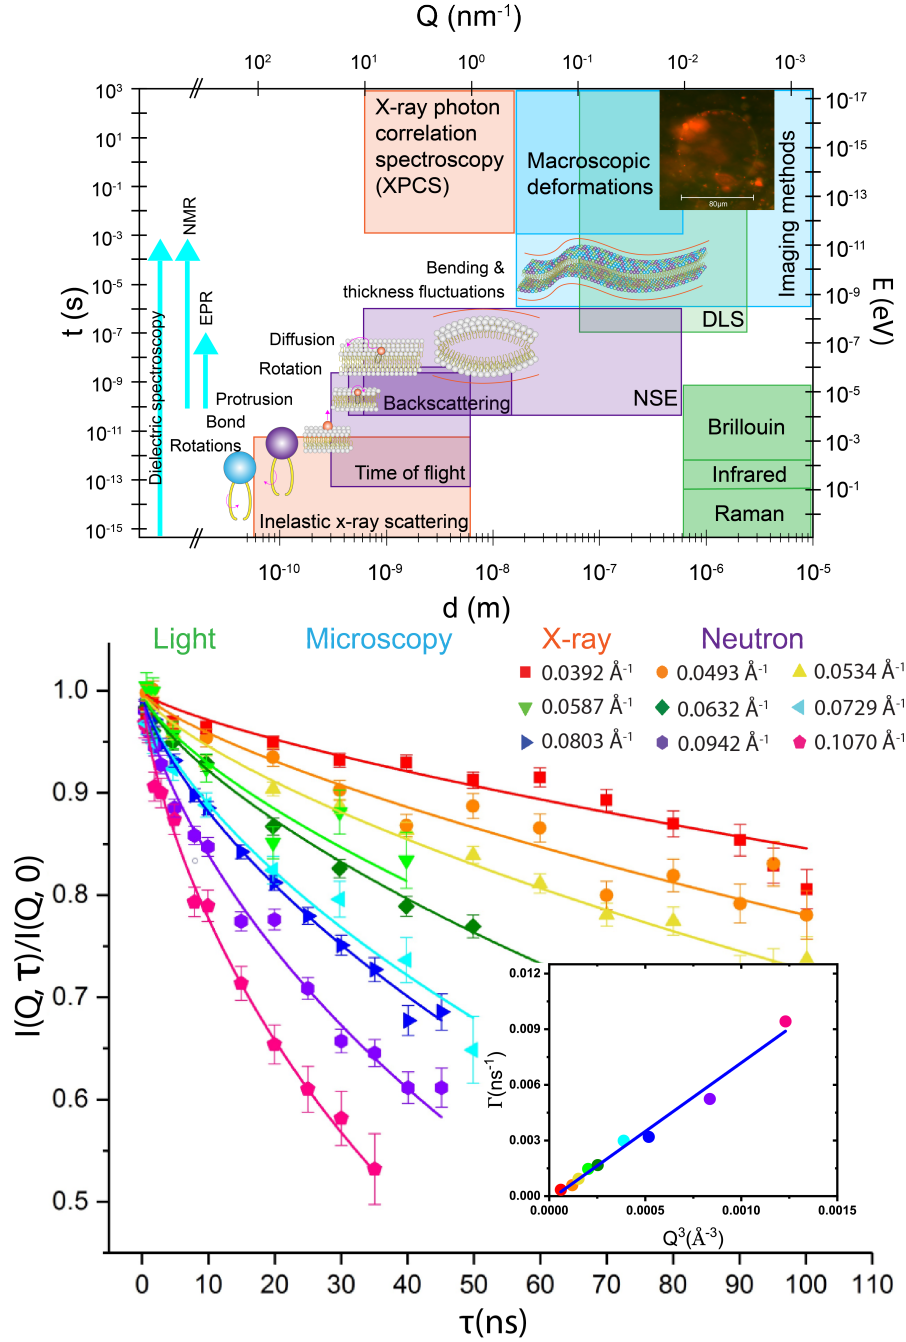 Q (nm⁻¹)
10² 10¹ 10⁰ 10⁻¹ 10⁻² 10⁻³
10³
10¹
10⁻¹
10⁻³
10⁻⁵
10⁻⁷
10⁻⁹
10⁻¹¹
10⁻¹³
10⁻¹⁵
t (s)
10⁻¹⁷
10⁻¹⁵
10⁻¹³
10⁻¹¹
10⁻⁹
10⁻⁷
10⁻⁵
10⁻³
10⁻¹
E (eV)
X-ray photon
correlation
spectroscopy
(XPCS)
Macroscopic
deformations
80μm
Imaging methods
NMR
EPR
Dielectric spectroscopy
Bending &
thickness fluctuations
DLS
Diffusion
Rotation
Protrusion
Bond
Rotations
Backscattering
NSE
Time of flight
Inelastic x-ray scattering
Brillouin
Infrared
Raman
10⁻¹⁰ 10⁻⁹ 10⁻⁸ 10⁻⁷ 10⁻⁶ 10⁻⁵
d (m)
Light Microscopy X-ray Neutron
0.0392 Å⁻¹ 0.0493 Å⁻¹ 0.0534 Å⁻¹
0.0587 Å⁻¹ 0.0632 Å⁻¹ 0.0729 Å⁻¹
0.0803 Å⁻¹ 0.0942 Å⁻¹ 0.1070 Å⁻¹
1.0
0.9
0.8
0.7
0.6
0.5
I(Q, τ)/I(Q, 0)
0.012
0.009
0.006
0.003
0.000
Γ(ns⁻¹)
0.0000 0.0005 0.0010 0.0015
Q³(Å⁻³)
0 10 20 30 40 50 60 70 80 90 100 110
τ(ns)